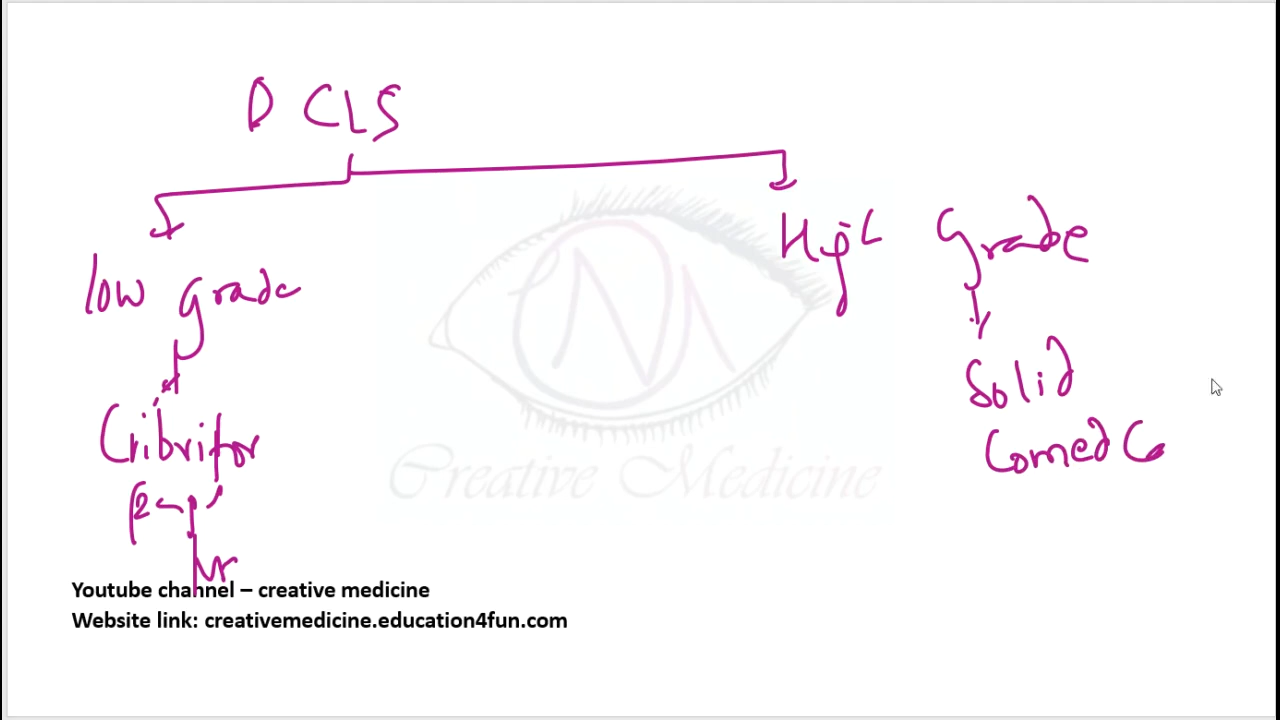 D CLS
low grade
High Grade
Cribrifor
Solid
Comed Ca
Creative Medicine
Youtube channel – creative medicine
Website link: creativemedicine.education4fun.com